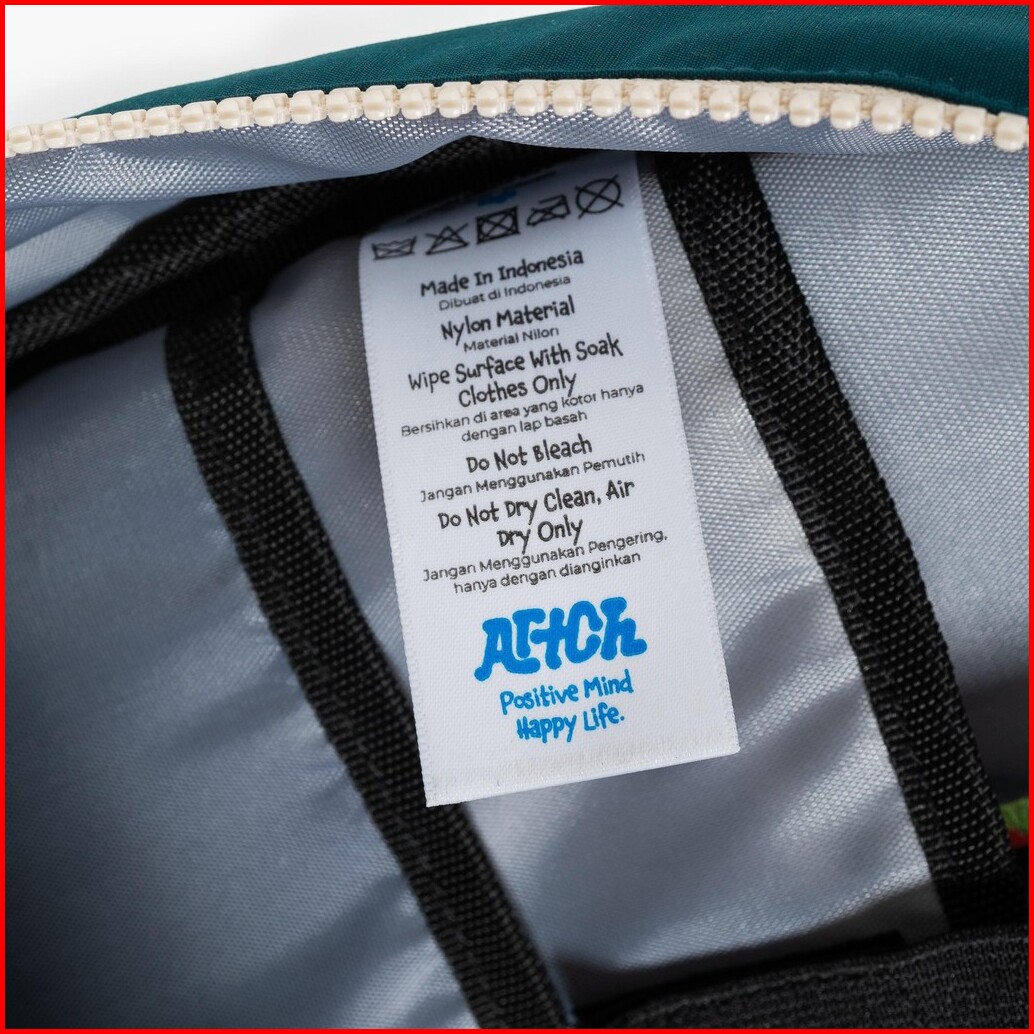 Made In Indonesia
Dibuat di Indonesia
Nylon Material
Material Nilon
Wipe Surface With Soak
Clothes Only
Bersihkan di area yang kotor hanya
dengan lap basah
Do Not Bleach
Jangan Menggunakan Pemutih
Do Not Dry Clean, Air
Dry Only
Jangan Menggunakan Pengering,
hanya dengan dianginkan
Artch
Positive Mind
Happy Life.